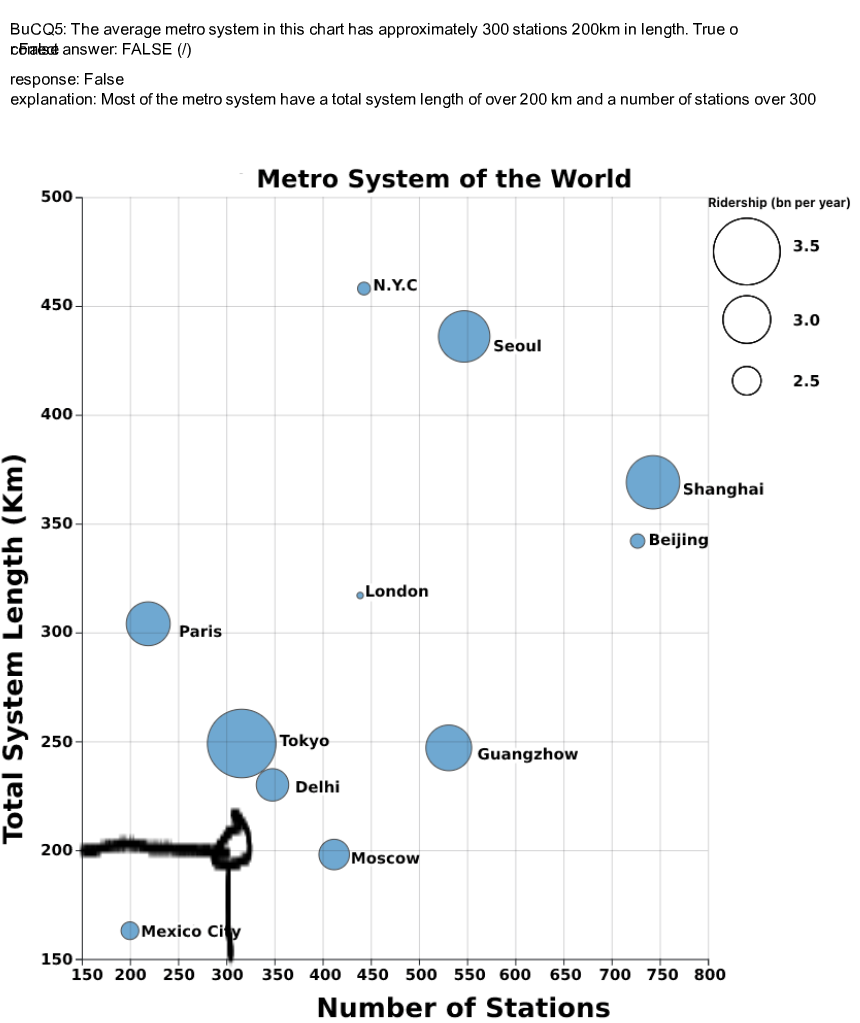 BuCQ5: The average metro system in this chart has approximately 300 stations 200km in length. True o
r False
correct answer: FALSE (/)
response: False
explanation: Most of the metro system have a total system length of over 200 km and a number of stations over 300
Metro System of the World
Ridership (bn per year)
3.5
3.0
2.5
Total System Length (Km)
500
450
400
350
300
250
200
150
N.Y.C
Seoul
Shanghai
Beijing
London
Paris
Tokyo
Guangzhow
Delhi
Moscow
Mexico City
150 200 250 300 350 400 450 500 550 600 650 700 750 800
Number of Stations